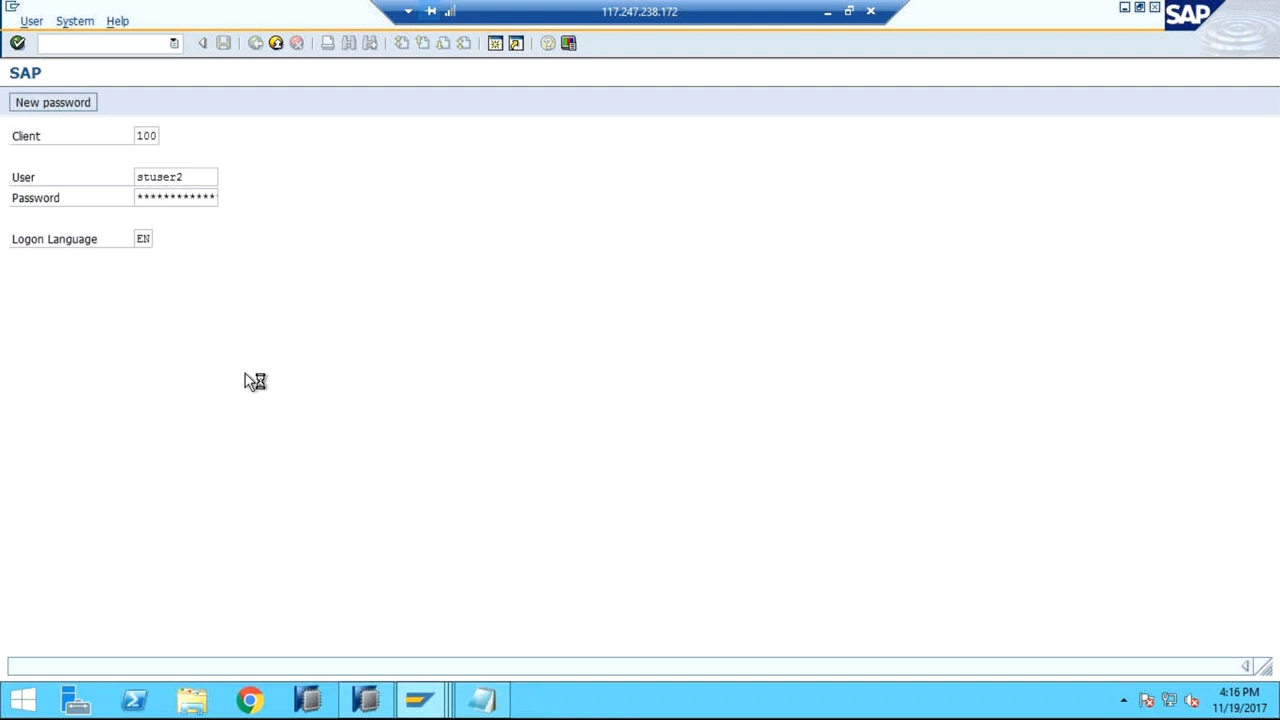 117.247.238.172
User System Help
SAP
SAP
New password
Client 100
User stuser2
Password ************
Logon Language EN
4:16 PM
11/19/2017